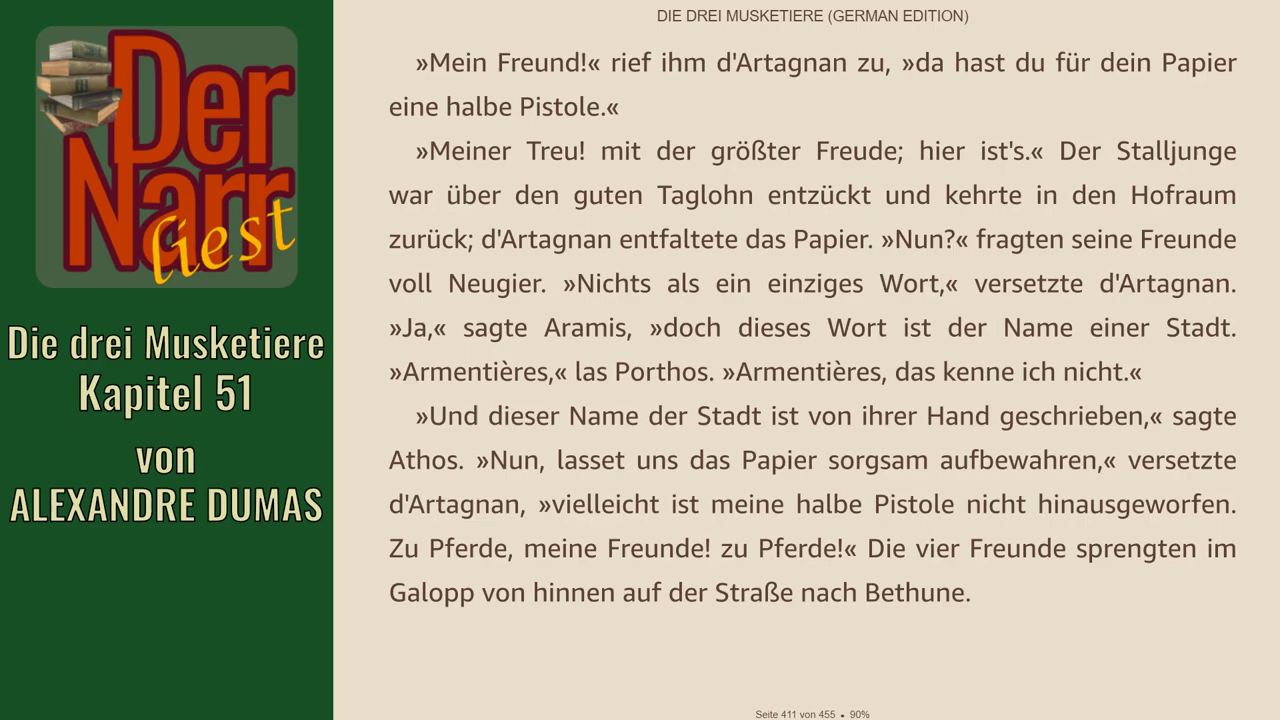 Der
Narr
liest
Die drei Musketiere
Kapitel 51
von
ALEXANDRE DUMAS
DIE DREI MUSKETIERE (GERMAN EDITION)
»Mein Freund!« rief ihm d'Artagnan zu, »da hast du für dein Papier
eine halbe Pistole.«
»Meiner Treu! mit der größter Freude; hier ist's.« Der Stalljunge
war über den guten Taglohn entzückt und kehrte in den Hofraum
zurück; d'Artagnan entfaltete das Papier. »Nun?« fragten seine Freunde
voll Neugier. »Nichts als ein einziges Wort,« versetzte d'Artagnan.
»Ja,« sagte Aramis, »doch dieses Wort ist der Name einer Stadt.
»Armentières,« las Porthos. »Armentières, das kenne ich nicht.«
»Und dieser Name der Stadt ist von ihrer Hand geschrieben,« sagte
Athos. »Nun, lasset uns das Papier sorgsam aufbewahren,« versetzte
d'Artagnan, »vielleicht ist meine halbe Pistole nicht hinausgeworfen.
Zu Pferde, meine Freunde! zu Pferde!« Die vier Freunde sprengten im
Galopp von hinnen auf der Straße nach Bethune.
Seite 411 von 455 • 90%